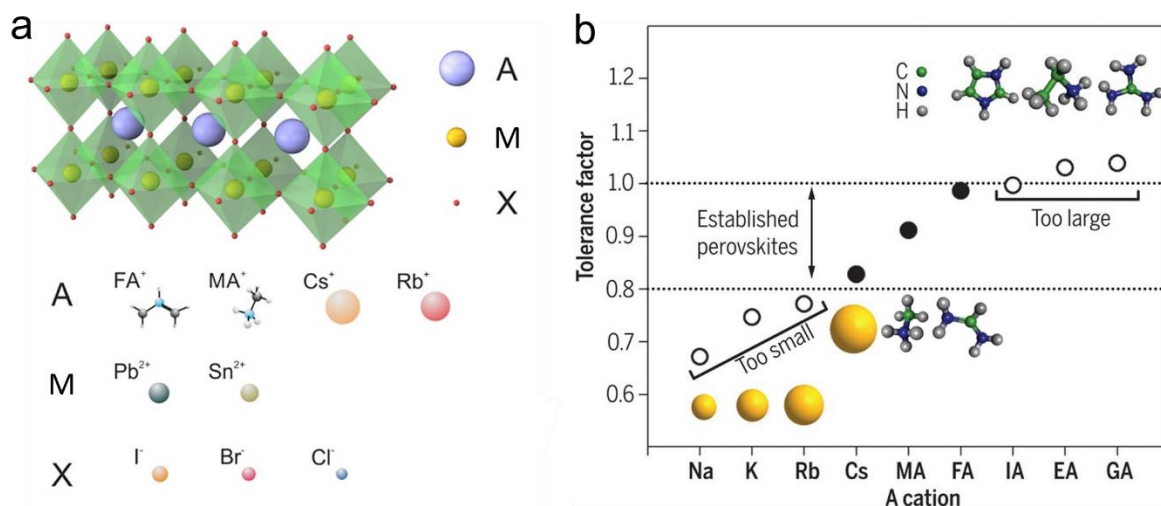 a
A
M
X
A FA⁺ MA⁺ Cs⁺ Rb⁺
M Pb²⁺ Sn²⁺
X I⁻ Br⁻ Cl⁻
b
Tolerance factor
1.2
1.1
1.0
0.9
0.8
0.7
0.6
C
N
H
Established
perovskites
Too large
Too small
Na K Rb Cs MA FA IA EA GA
A cation